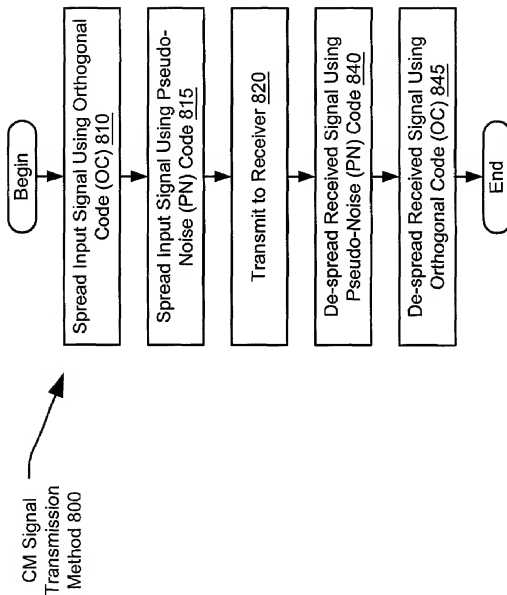 CM Signal
Transmission
Method 800
Begin
Spread Input Signal Using Orthogonal
Code (OC) 810
Spread Input Signal Using Pseudo-
Noise (PN) Code 815
Transmit to Receiver 820
De-spread Received Signal Using
Pseudo-Noise (PN) Code 840
De-spread Received Signal Using
Orthogonal Code (OC) 845
End